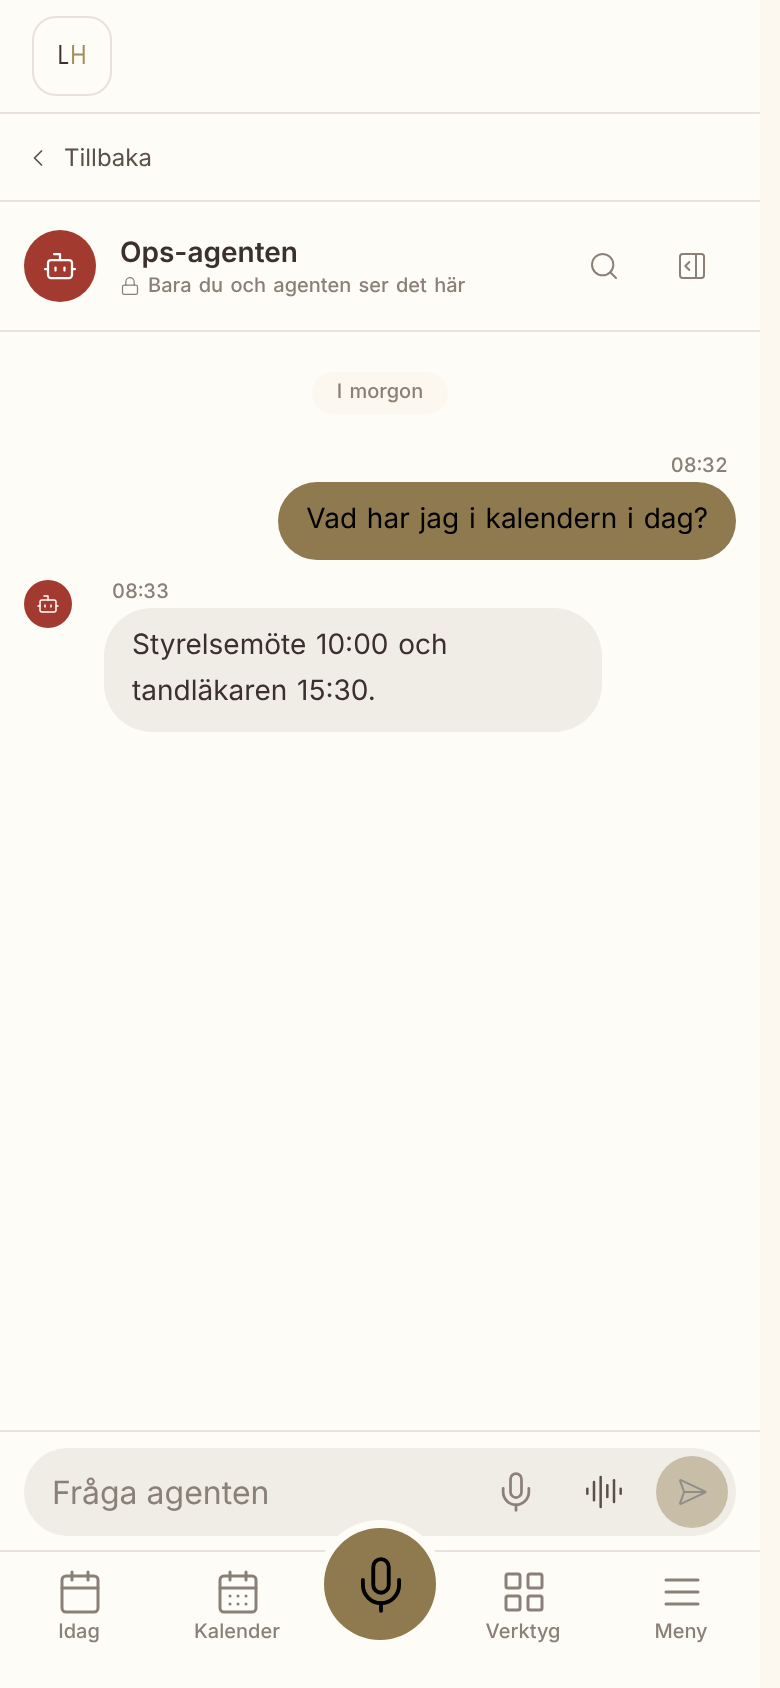 LH
Tillbaka
Ops-agenten
Bara du och agenten ser det här
I morgon
08:32
Vad har jag i kalendern i dag?
08:33
Styrelsemöte 10:00 och
tandläkaren 15:30.
Fråga agenten
Idag
Kalender
Verktyg
Meny